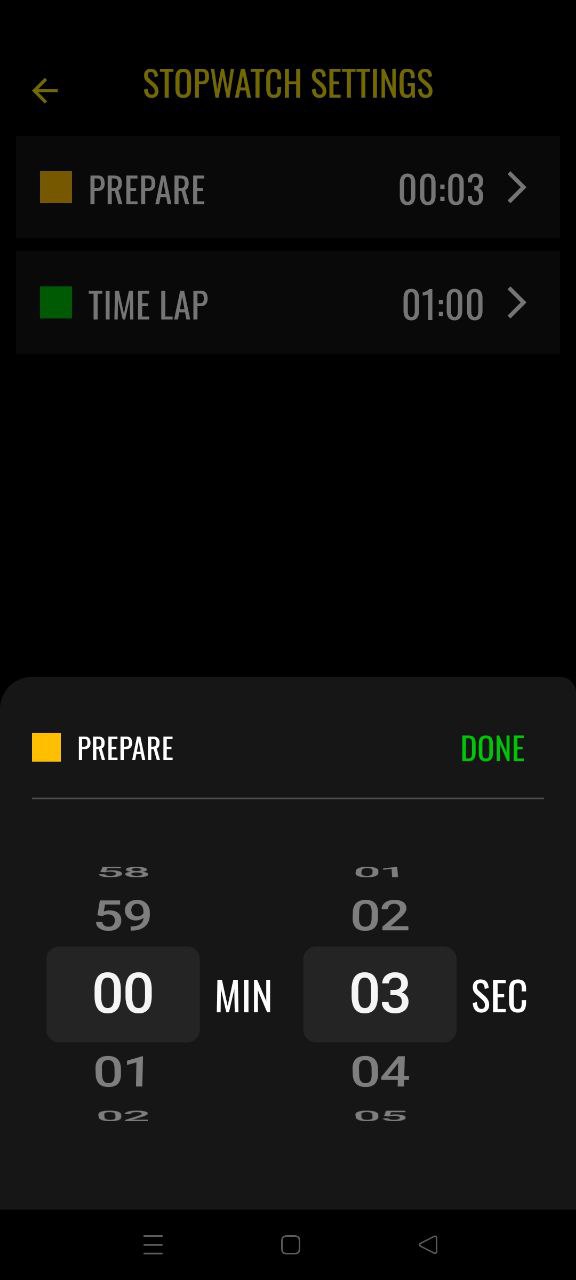 STOPWATCH SETTINGS
PREPARE 00:03
TIME LAP 01:00
PREPARE DONE
58 01
59 02
00 MIN 03 SEC
01 04
02 05